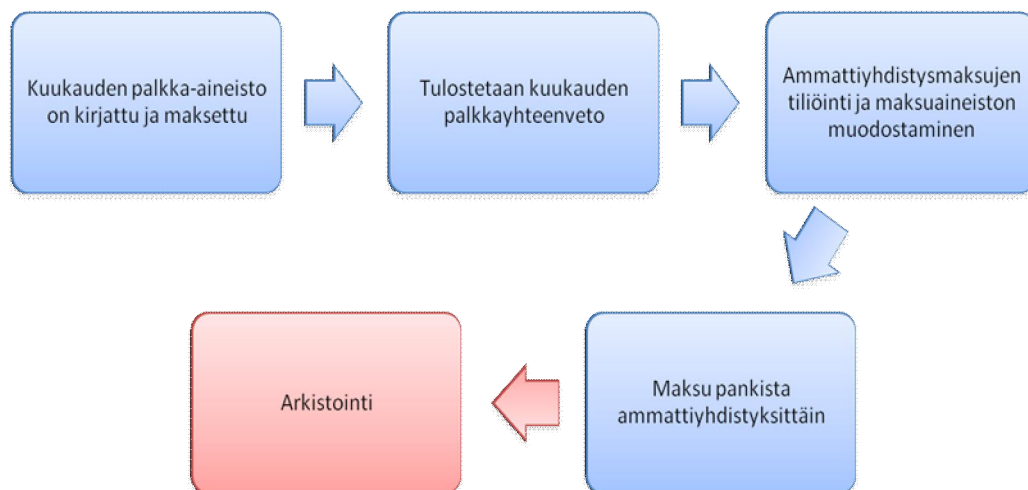 Kuukauden palkka-aineisto
on kirjattu ja maksettu
Tulostetaan kuukauden
palkkayhteenveto
Ammattiyhdistysmaksujen
tiliöinti ja maksuaineiston
muodostaminen
Maksu pankista
ammattiyhdistyksittäin
Arkistointi